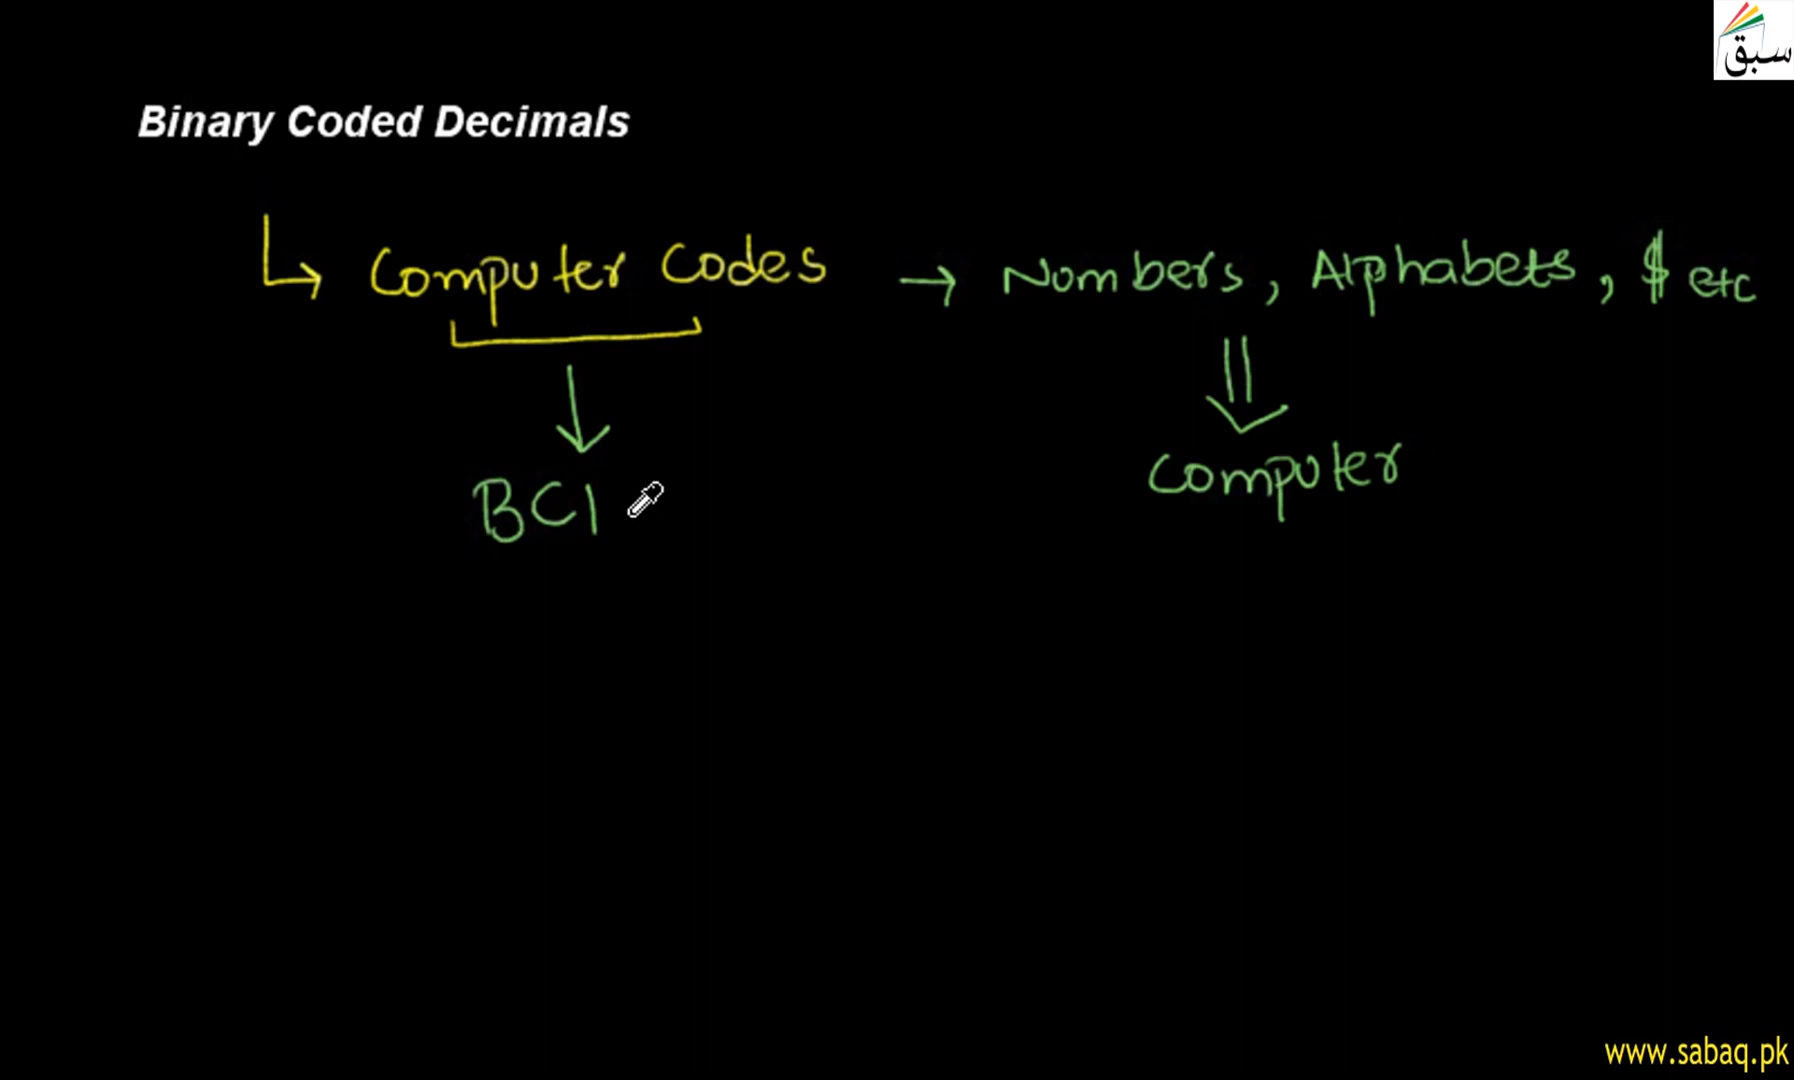 سبق
Binary Coded Decimals
Computer Codes → Numbers, Alphabets, $ etc
Computer
BCI
www.sabaq.pk